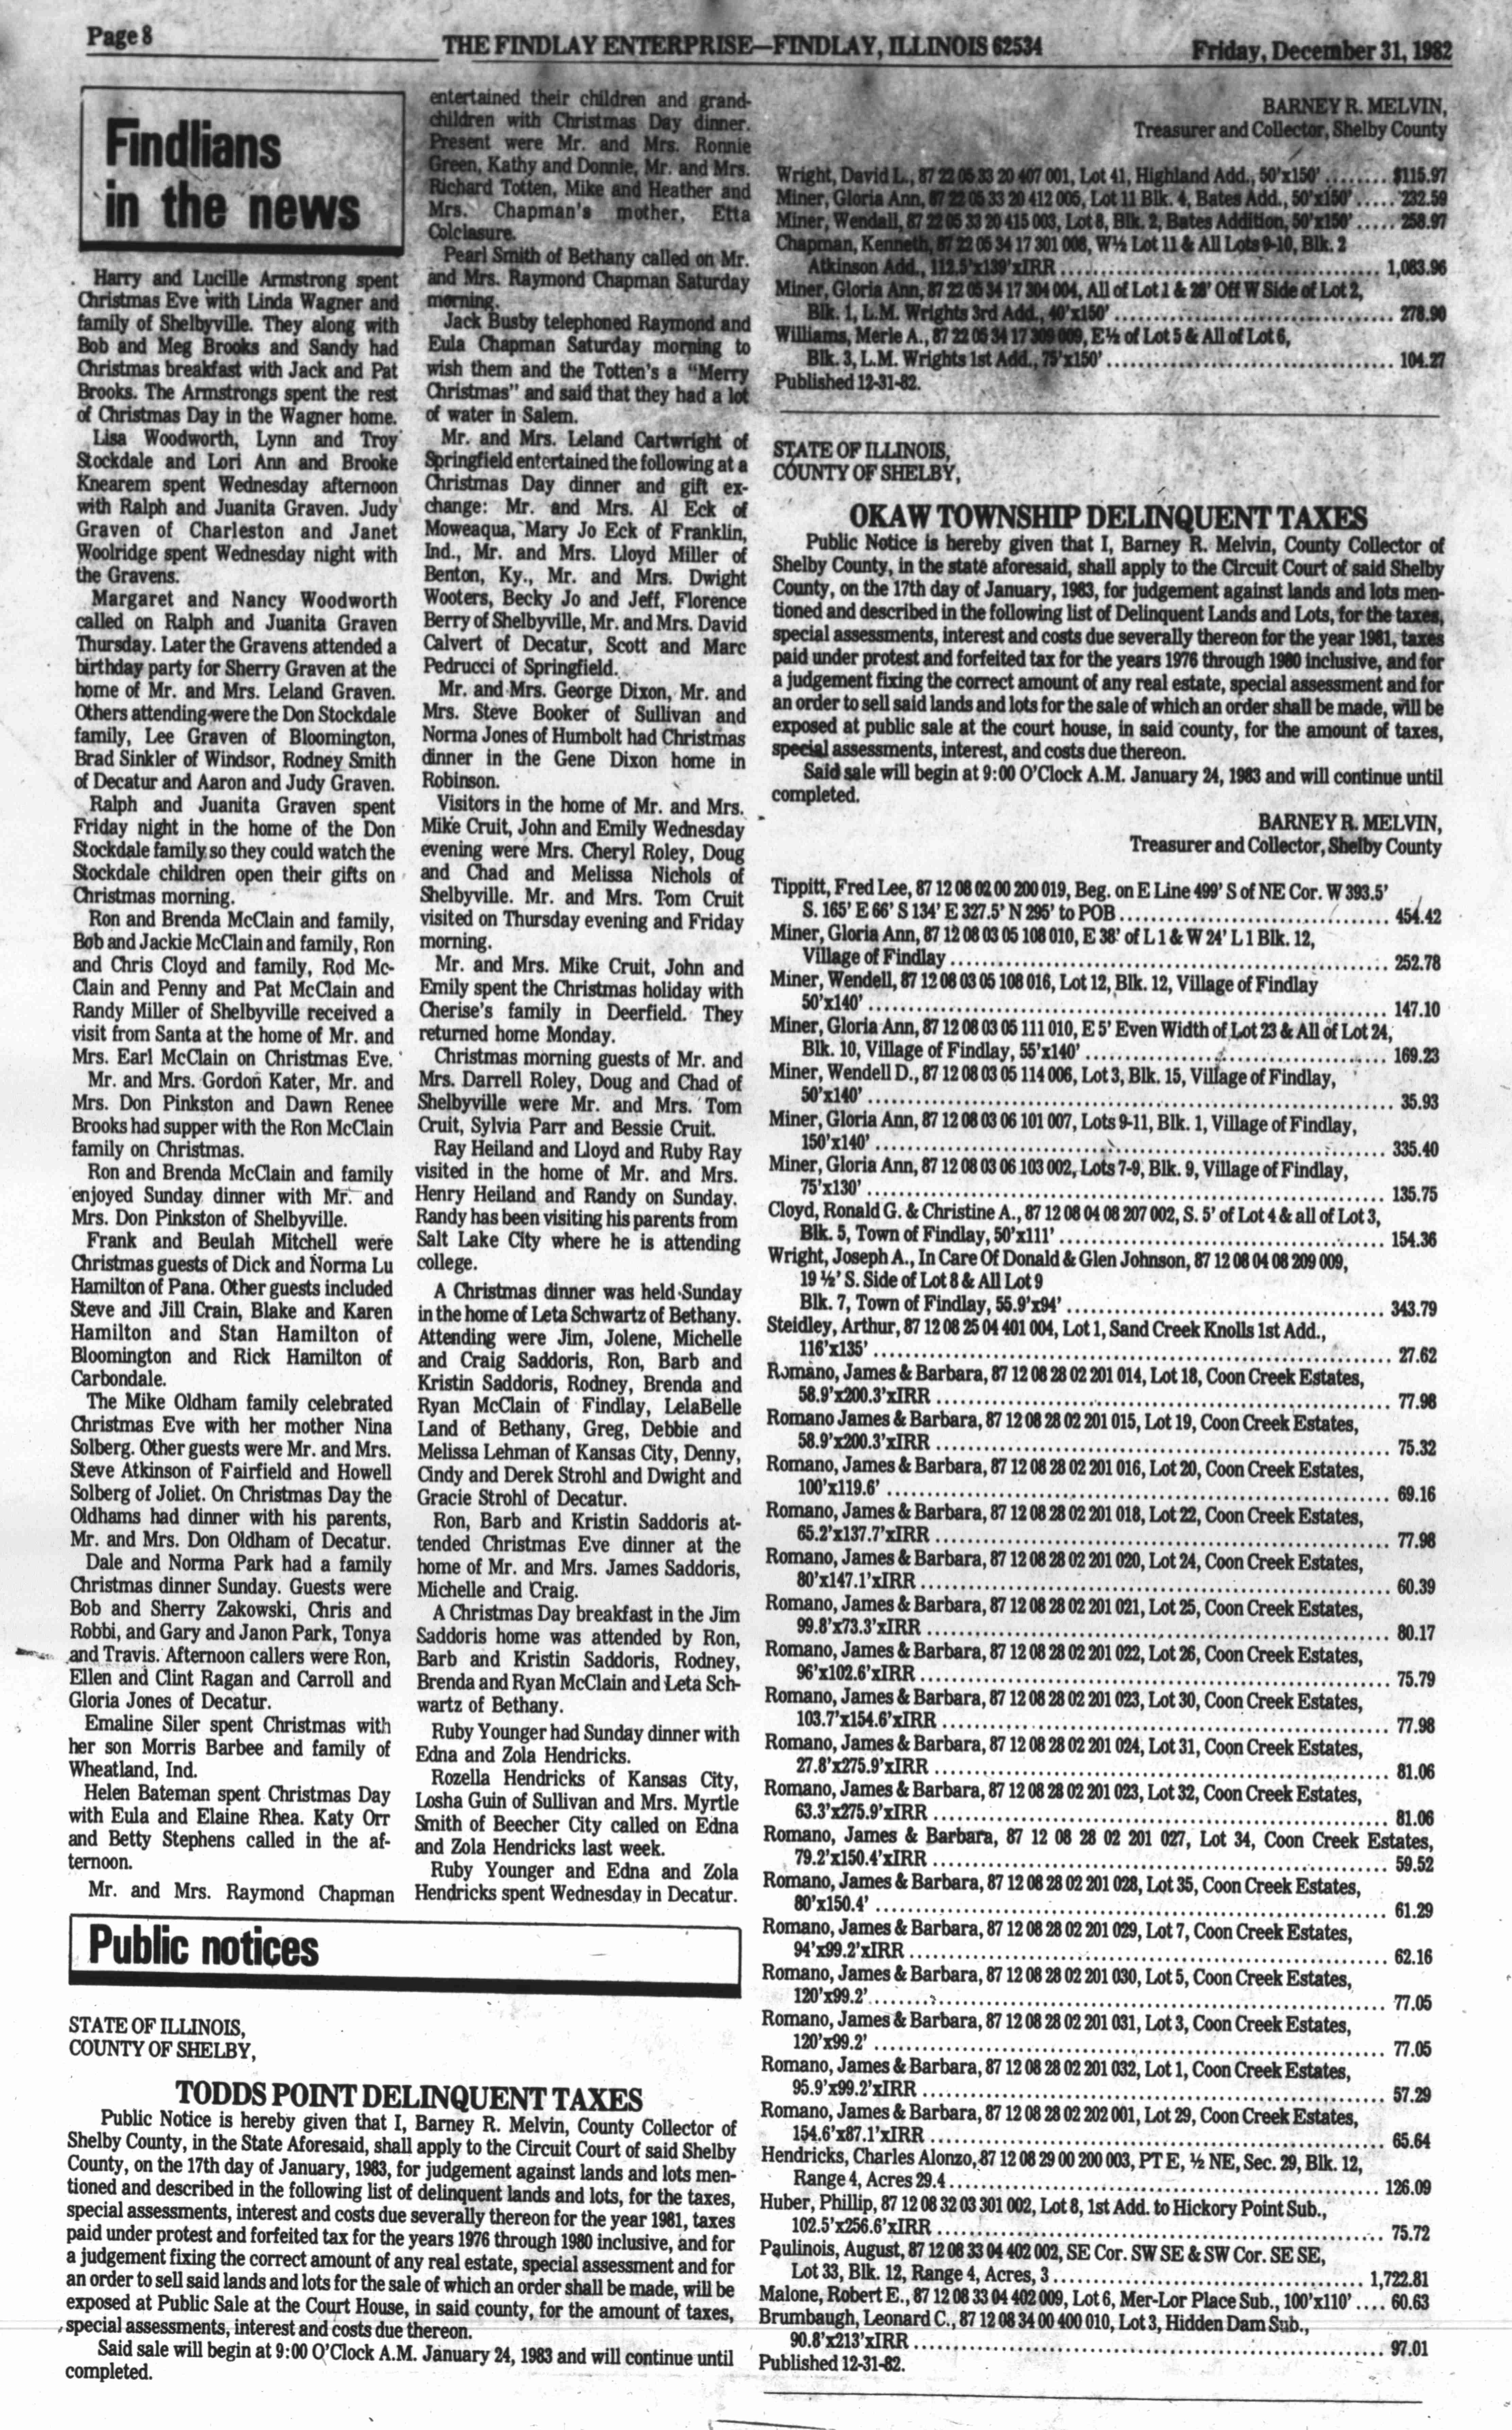 Page 8
THE FINDLAY ENTERPRISE—FINDLAY, ILLINOIS 62534
Friday, December 31, 1982
Findlians
in the news
Harry and Lucille Armstrong spent
Christmas Eve with Linda Wagner and
family of Shelbyville. They along with
Bob and Meg Brooks and Sandy had
Christmas breakfast with Jack and Pat
Brooks. The Armstrongs spent the rest
of Christmas Day in the Wagner home.
Lisa Woodworth, Lynn and Troy
Stockdale and Lori Ann and Brooke
Knearem spent Wednesday afternoon
with Ralph and Juanita Graven. Judy
Graven of Charleston and Janet
Woolridge spent Wednesday night with
the Gravens.
Margaret and Nancy Woodworth
called on Ralph and Juanita Graven
Thursday. Later the Gravens attended a
birthday party for Sherry Graven at the
home of Mr. and Mrs. Leland Graven.
Others attending were the Don Stockdale
family, Lee Graven of Bloomington,
Brad Sinkler of Windsor, Rodney Smith
of Decatur and Aaron and Judy Graven.
Ralph and Juanita Graven spent
Friday night in the home of the Don
Stockdale family so they could watch the
Stockdale children open their gifts on
Christmas morning.
Ron and Brenda McClain and family,
Bob and Jackie McClain and family, Ron
and Chris Cloyd and family, Rod Mc-
Clain and Penny and Pat McClain and
Randy Miller of Shelbyville received a
visit from Santa at the home of Mr. and
Mrs. Earl McClain on Christmas Eve.
Mr. and Mrs. Gordon Kater, Mr. and
Mrs. Don Pinkston and Dawn Renee
Brooks had supper with the Ron McClain
family on Christmas.
Ron and Brenda McClain and family
enjoyed Sunday dinner with Mr. and
Mrs. Don Pinkston of Shelbyville.
Frank and Beulah Mitchell were
Christmas guests of Dick and Norma Lu
Hamilton of Pana. Other guests included
Steve and Jill Crain, Blake and Karen
Hamilton and Stan Hamilton of
Bloomington and Rick Hamilton of
Carbondale.
The Mike Oldham family celebrated
Christmas Eve with her mother Nina
Solberg. Other guests were Mr. and Mrs.
Steve Atkinson of Fairfield and Howell
Solberg of Joliet. On Christmas Day the
Oldhams had dinner with his parents,
Mr. and Mrs. Don Oldham of Decatur.
Dale and Norma Park had a family
Christmas dinner Sunday. Guests were
Bob and Sherry Zakowski, Chris and
Robbi, and Gary and Janon Park, Tonya
and Travis. Afternoon callers were Ron,
Ellen and Clint Ragan and Carroll and
Gloria Jones of Decatur.
Emaline Siler spent Christmas with
her son Morris Barbee and family of
Wheatland, Ind.
Helen Bateman spent Christmas Day
with Eula and Elaine Rhea. Katy Orr
and Betty Stephens called in the af-
ternoon.
Mr. and Mrs. Raymond Chapman
entertained their children and grand-
children with Christmas Day dinner.
Present were Mr. and Mrs. Ronnie
Green, Kathy and Donnie, Mr. and Mrs.
Richard Totten, Mike and Heather and
Mrs. Chapman's mother, Etta
Colclasure.
Pearl Smith of Bethany called on Mr.
and Mrs. Raymond Chapman Saturday
morning.
Jack Busby telephoned Raymond and
Eula Chapman Saturday morning to
wish them and the Totten's a "Merry
Christmas" and said that they had a lot
of water in Salem.
Mr. and Mrs. Leland Cartwright of
Springfield entertained the following at a
Christmas Day dinner and gift ex-
change: Mr. and Mrs. Al Eck of
Moweaqua, Mary Jo Eck of Franklin,
Ind., Mr. and Mrs. Lloyd Miller of
Benton, Ky., Mr. and Mrs. Dwight
Wooters, Becky Jo and Jeff, Florence
Berry of Shelbyville, Mr. and Mrs. David
Calvert of Decatur, Scott and Marc
Pedrucci of Springfield.
Mr. and Mrs. George Dixon, Mr. and
Mrs. Steve Booker of Sullivan and
Norma Jones of Humbolt had Christmas
dinner in the Gene Dixon home in
Robinson.
Visitors in the home of Mr. and Mrs.
Mike Cruit, John and Emily Wednesday
evening were Mrs. Cheryl Roley, Doug
and Chad and Melissa Nichols of
Shelbyville. Mr. and Mrs. Tom Cruit
visited on Thursday evening and Friday
morning.
Mr. and Mrs. Mike Cruit, John and
Emily spent the Christmas holiday with
Cherise's family in Deerfield. They
returned home Monday.
Christmas morning guests of Mr. and
Mrs. Darrell Roley, Doug and Chad of
Shelbyville were Mr. and Mrs. Tom
Cruit, Sylvia Parr and Bessie Cruit.
Ray Heiland and Lloyd and Ruby Ray
visited in the home of Mr. and Mrs.
Henry Heiland and Randy on Sunday.
Randy has been visiting his parents from
Salt Lake City where he is attending
college.
A Christmas dinner was held Sunday
in the home of Leta Schwartz of Bethany.
Attending were Jim, Jolene, Michelle
and Craig Saddoris, Ron, Barb and
Kristin Saddoris, Rodney, Brenda and
Ryan McClain of Findlay, LelaBelle
Land of Bethany, Greg, Debbie and
Melissa Lehman of Kansas City, Denny,
Cindy and Derek Strohl and Dwight and
Gracie Strohl of Decatur.
Ron, Barb and Kristin Saddoris at-
tended Christmas Eve dinner at the
home of Mr. and Mrs. James Saddoris,
Michelle and Craig.
A Christmas Day breakfast in the Jim
Saddoris home was attended by Ron,
Barb and Kristin Saddoris, Rodney,
Brenda and Ryan McClain and Leta Sch-
wartz of Bethany.
Ruby Younger had Sunday dinner with
Edna and Zola Hendricks.
Rozella Hendricks of Kansas City,
Losha Guin of Sullivan and Mrs. Myrtle
Smith of Beecher City called on Edna
and Zola Hendricks last week.
Ruby Younger and Edna and Zola
Hendricks spent Wednesday in Decatur.
Public notices
STATE OF ILLINOIS,
COUNTY OF SHELBY,
TODDS POINT DELINQUENT TAXES
Public Notice is hereby given that I, Barney R. Melvin, County Collector of
Shelby County, in the State Aforesaid, shall apply to the Circuit Court of said Shelby
County, on the 17th day of January, 1983, for judgement against lands and lots men-
tioned and described in the following list of delinquent lands and lots, for the taxes,
special assessments, interest and costs due severally thereon for the year 1981, taxes
paid under protest and forfeited tax for the years 1976 through 1980 inclusive, and for
a judgement fixing the correct amount of any real estate, special assessment and for
an order to sell said lands and lots for the sale of which an order shall be made, will be
exposed at Public Sale at the Court House, in said county, for the amount of taxes,
special assessments, interest and costs due thereon.
Said sale will begin at 9:00 O'Clock A.M. January 24, 1983 and will continue until
completed.
BARNEY R. MELVIN,
Treasurer and Collector, Shelby County
Wright, David L., 87 22 05 33 20 407 001, Lot 41, Highland Add., 50'x150' ........ $115.97
Miner, Gloria Ann, 87 22 05 33 20 412 005, Lot 11 Blk. 4, Bates Add., 50'x150' ..... 232.59
Miner, Wendall, 87 22 05 33 20 415 003, Lot 8, Blk. 2, Bates Addition, 50'x150' ..... 258.97
Chapman, Kenneth, 87 22 05 34 17 301 008, W½ Lot 11 & All Lots 9-10, Blk. 2
Atkinson Add., 112.5'x139'xIRR ........ 1,083.96
Miner, Gloria Ann, 87 22 05 34 17 304 004, All of Lot 1 & 28' Off W Side of Lot 2,
Blk. 1, L.M. Wrights 3rd Add., 40'x150' ........ 278.90
Williams, Merle A., 87 22 05 34 17 309 009, E½ of Lot 5 & All of Lot 6,
Blk. 3, L.M. Wrights 1st Add., 75'x150' ........ 104.27
Published 12-31-82.
STATE OF ILLINOIS,
COUNTY OF SHELBY,
OKAW TOWNSHIP DELINQUENT TAXES
Public Notice is hereby given that I, Barney R. Melvin, County Collector of
Shelby County, in the state aforesaid, shall apply to the Circuit Court of said Shelby
County, on the 17th day of January, 1983, for judgement against lands and lots men-
tioned and described in the following list of Delinquent Lands and Lots, for the taxes,
special assessments, interest and costs due severally thereon for the year 1981, taxes
paid under protest and forfeited tax for the years 1976 through 1980 inclusive, and for
a judgement fixing the correct amount of any real estate, special assessment and for
an order to sell said lands and lots for the sale of which an order shall be made, will be
exposed at public sale at the court house, in said county, for the amount of taxes,
special assessments, interest, and costs due thereon.
Said sale will begin at 9:00 O'Clock A.M. January 24, 1983 and will continue until
completed.
BARNEY R. MELVIN,
Treasurer and Collector, Shelby County
Tippitt, Fred Lee, 87 12 08 02 00 200 019, Beg. on E Line 499' S of NE Cor. W 393.5'
S. 165' E 66' S 134' E 327.5' N 295' to POB ........ 454.42
Miner, Gloria Ann, 87 12 08 03 05 108 010, E 38' of L 1 & W 24' L 1 Blk. 12,
Village of Findlay ........ 252.78
Miner, Wendell, 87 12 08 03 05 108 016, Lot 12, Blk. 12, Village of Findlay
50'x140' ........ 147.10
Miner, Gloria Ann, 87 12 08 03 05 111 010, E 5' Even Width of Lot 23 & All of Lot 24,
Blk. 10, Village of Findlay, 55'x140' ........ 169.23
Miner, Wendell D., 87 12 08 03 05 114 006, Lot 3, Blk. 15, Village of Findlay,
50'x140' ........ 35.93
Miner, Gloria Ann, 87 12 08 03 06 101 007, Lots 9-11, Blk. 1, Village of Findlay,
150'x140' ........ 335.40
Miner, Gloria Ann, 87 12 08 03 06 103 002, Lots 7-9, Blk. 9, Village of Findlay,
75'x130' ........ 135.75
Cloyd, Ronald G. & Christine A., 87 12 08 04 08 207 002, S. 5' of Lot 4 & all of Lot 3,
Blk. 5, Town of Findlay, 50'x111' ........ 154.36
Wright, Joseph A., In Care Of Donald & Glen Johnson, 87 12 08 04 08 209 009,
19 ½' S. Side of Lot 8 & All Lot 9
Blk. 7, Town of Findlay, 55.9'x94' ........ 343.79
Steidley, Arthur, 87 12 08 25 04 401 004, Lot 1, Sand Creek Knolls 1st Add.,
116'x135' ........ 27.62
Romano, James & Barbara, 87 12 08 28 02 201 014, Lot 18, Coon Creek Estates,
58.9'x200.3'xIRR ........ 77.98
Romano James & Barbara, 87 12 08 28 02 201 015, Lot 19, Coon Creek Estates,
58.9'x200.3'xIRR ........ 75.32
Romano, James & Barbara, 87 12 08 28 02 201 016, Lot 20, Coon Creek Estates,
100'x119.6' ........ 69.16
Romano, James & Barbara, 87 12 08 28 02 201 018, Lot 22, Coon Creek Estates,
65.2'x137.7'xIRR ........ 77.98
Romano, James & Barbara, 87 12 08 28 02 201 020, Lot 24, Coon Creek Estates,
80'x147.1'xIRR ........ 60.39
Romano, James & Barbara, 87 12 08 28 02 201 021, Lot 25, Coon Creek Estates,
99.8'x73.3'xIRR ........ 80.17
Romano, James & Barbara, 87 12 08 28 02 201 022, Lot 26, Coon Creek Estates,
96'x102.6'xIRR ........ 75.79
Romano, James & Barbara, 87 12 08 28 02 201 023, Lot 30, Coon Creek Estates,
103.7'x154.6'xIRR ........ 77.98
Romano, James & Barbara, 87 12 08 28 02 201 024, Lot 31, Coon Creek Estates,
27.8'x275.9'xIRR ........ 81.06
Romano, James & Barbara, 87 12 08 28 02 201 023, Lot 32, Coon Creek Estates,
63.3'x275.9'xIRR ........ 81.06
Romano, James & Barbara, 87 12 08 28 02 201 027, Lot 34, Coon Creek Estates,
79.2'x150.4'xIRR ........ 59.52
Romano, James & Barbara, 87 12 08 28 02 201 028, Lot 35, Coon Creek Estates,
80'x150.4' ........ 61.29
Romano, James & Barbara, 87 12 08 28 02 201 029, Lot 7, Coon Creek Estates,
94'x99.2'xIRR ........ 62.16
Romano, James & Barbara, 87 12 08 28 02 201 030, Lot 5, Coon Creek Estates,
120'x99.2' ........ 77.05
Romano, James & Barbara, 87 12 08 28 02 201 031, Lot 3, Coon Creek Estates,
120'x99.2' ........ 77.05
Romano, James & Barbara, 87 12 08 28 02 201 032, Lot 1, Coon Creek Estates,
95.9'x99.2'xIRR ........ 57.29
Romano, James & Barbara, 87 12 08 28 02 202 001, Lot 29, Coon Creek Estates,
154.6'x87.1'xIRR ........ 65.64
Hendricks, Charles Alonzo, 87 12 08 29 00 200 003, PT E, ½ NE, Sec. 29, Blk. 12,
Range 4, Acres 29.4 ........ 126.09
Huber, Phillip, 87 12 08 32 03 301 002, Lot 8, 1st Add. to Hickory Point Sub.,
102.5'x256.6'xIRR ........ 75.72
Paulinois, August, 87 12 08 33 04 402 002, SE Cor. SW SE & SW Cor. SE SE,
Lot 33, Blk. 12, Range 4, Acres, 3 ........ 1,722.81
Malone, Robert E., 87 12 08 33 04 402 009, Lot 6, Mer-Lor Place Sub., 100'x110' .... 60.63
Brumbaugh, Leonard C., 87 12 08 34 00 400 010, Lot 3, Hidden Dam Sub.,
90.8'x213'xIRR ........ 97.01
Published 12-31-82.